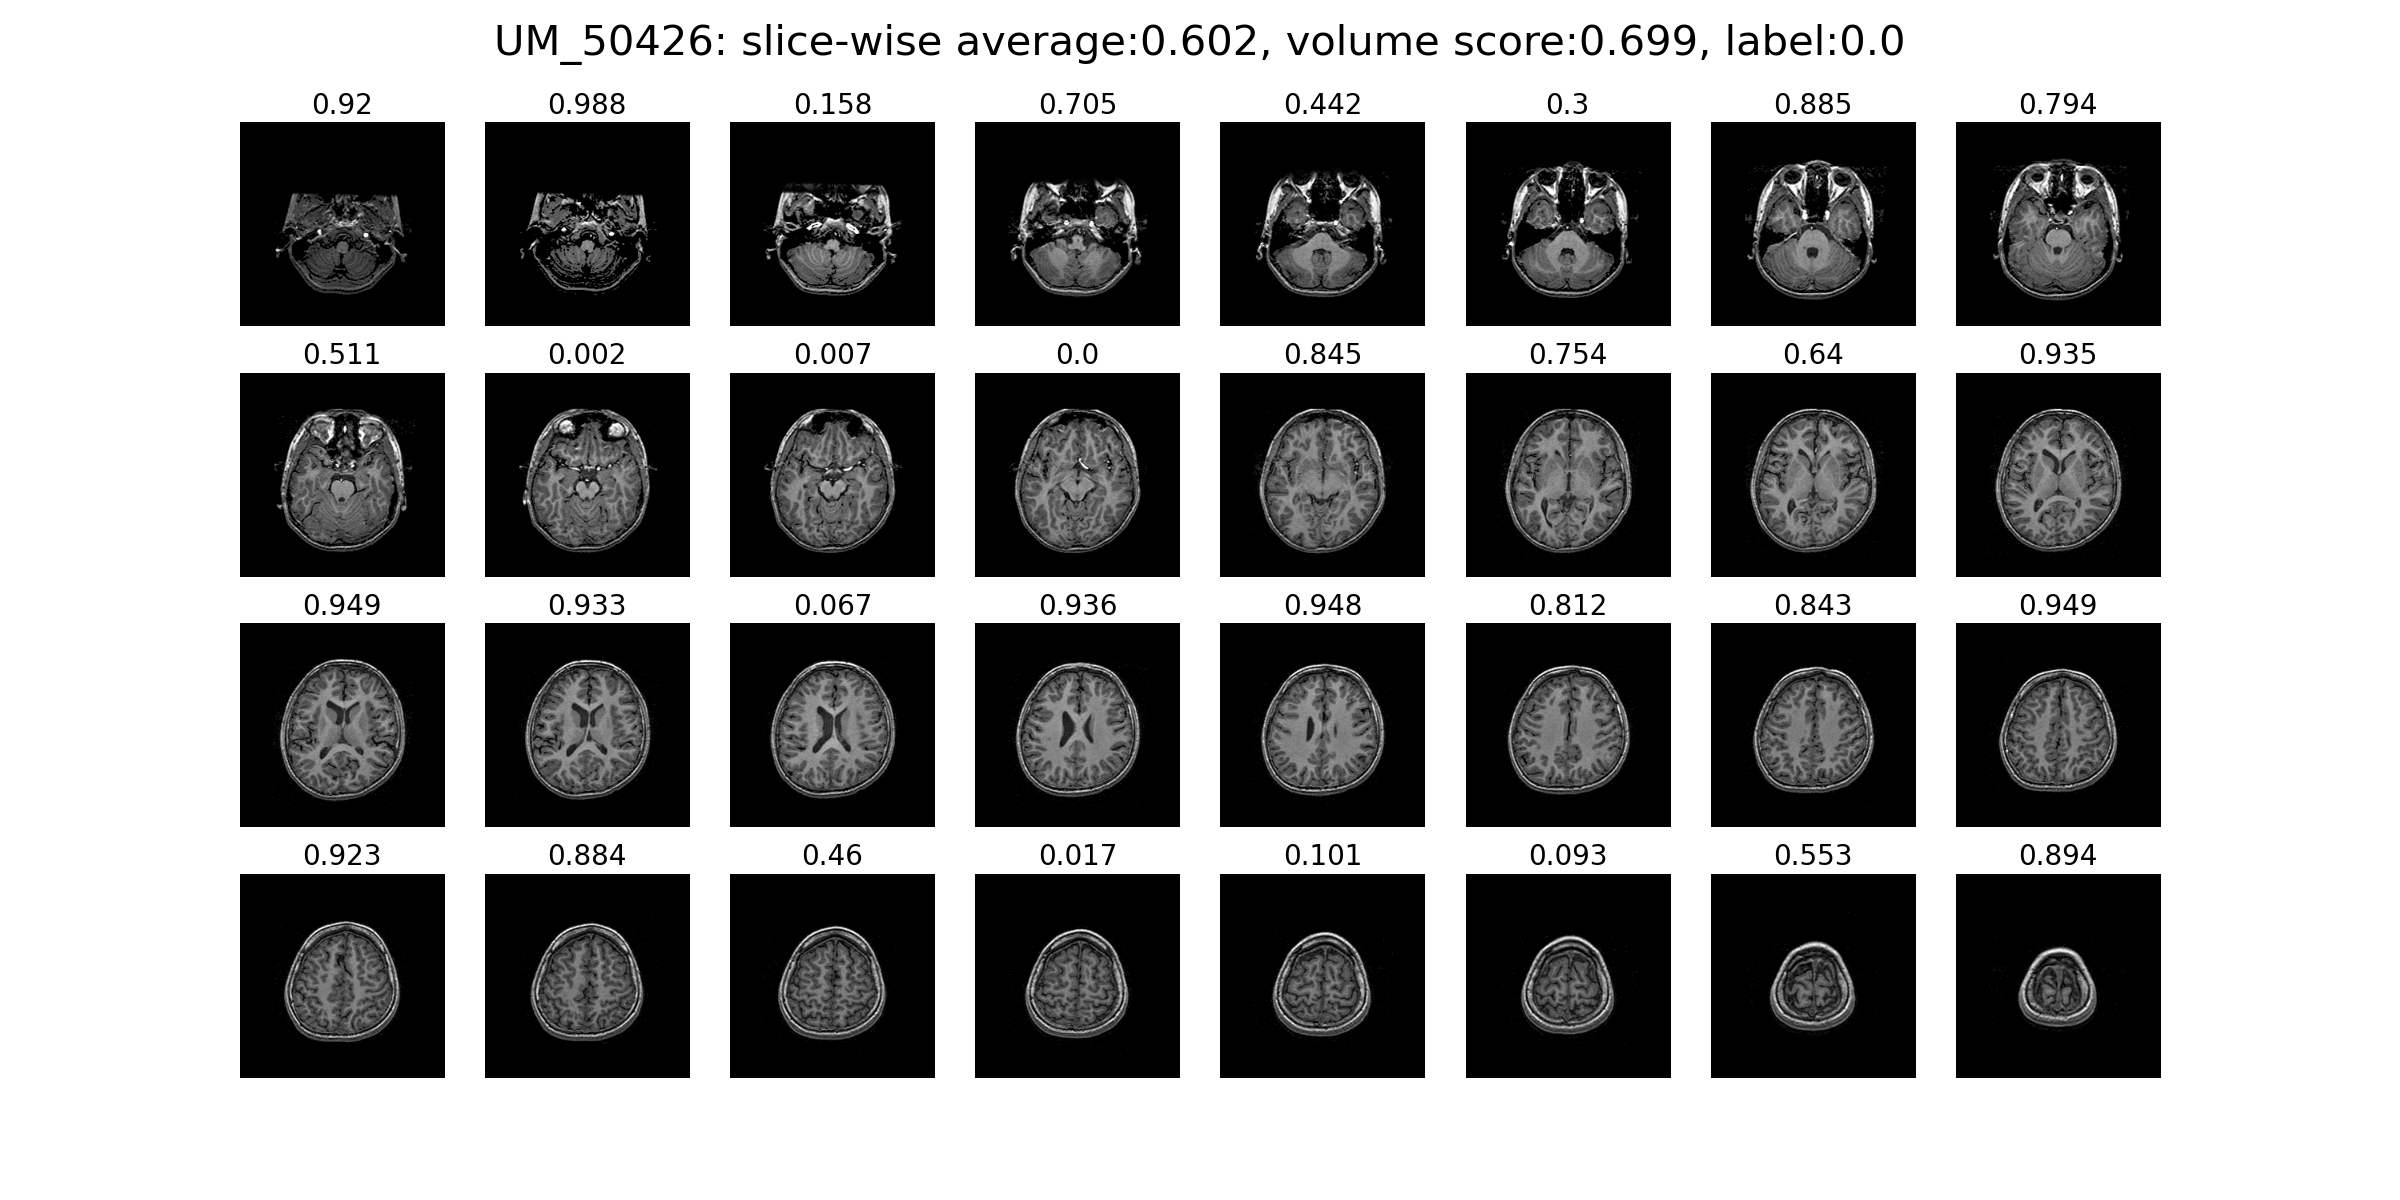 UM_50426: slice-wise average:0.602, volume score:0.699, label:0.0
0.92 0.988 0.158 0.705 0.442 0.3 0.885 0.794
0.511 0.002 0.007 0.0 0.845 0.754 0.64 0.935
0.949 0.933 0.067 0.936 0.948 0.812 0.843 0.949
0.923 0.884 0.46 0.017 0.101 0.093 0.553 0.894